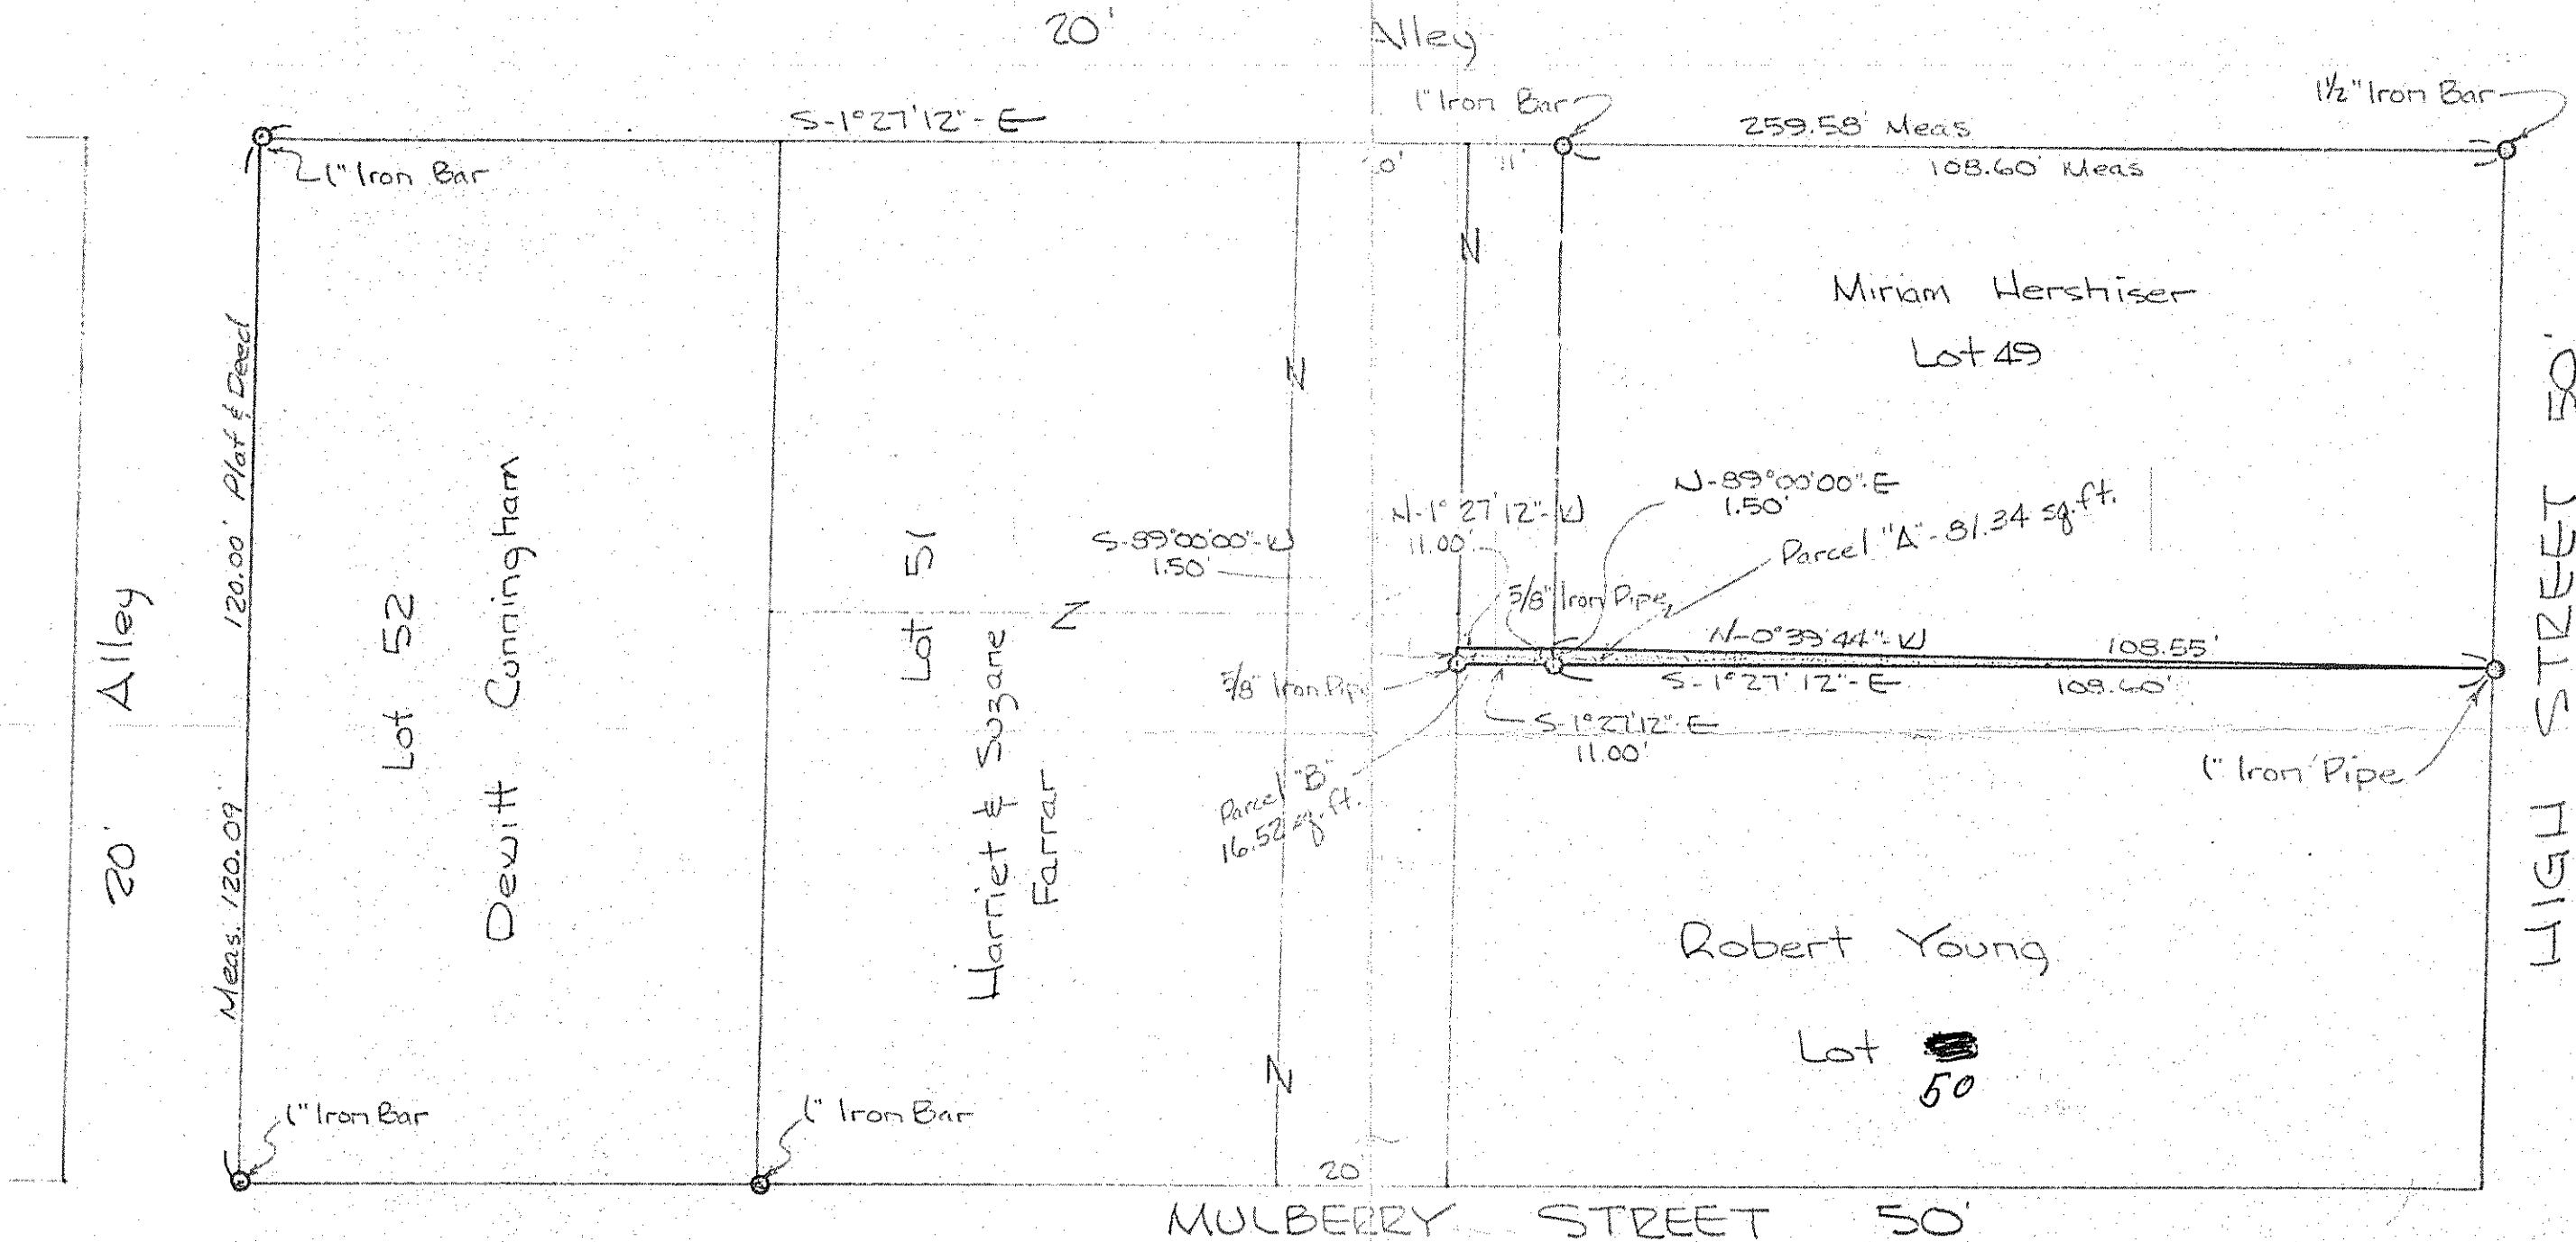 20' Alley
1" Iron Bar
1½" Iron Bar
S-1°27'12"-E
259.58' Meas
1" Iron Bar
11'
108.60' Meas
N
Miriam Hershiser
Lot 49
N
120.00' Plat & Deed
Meas. 120.09'
Alley
20'
Lot 52
Dewitt Cunningham
Lot 51
Harriet & Suzane
Farrar
Z
S-89°00'00"-W
1.50'
N-1°27'12"-W
11.00'
N-89°00'00"-E
1.50'
Parcel "A" - 81.34 sq.ft.
5/8" Iron Pipe
N-0°39'44"-W
108.55'
5/8" Iron Pipe
S-1°27'12"-E
108.60'
S-1°27'12"-E
11.00'
Parcel "B"
16.52 sq.ft.
1" Iron Pipe
HIGH STREET 50'
Robert Young
Lot
50
N
1" Iron Bar
1" Iron Bar
20'
MULBERRY STREET 50'